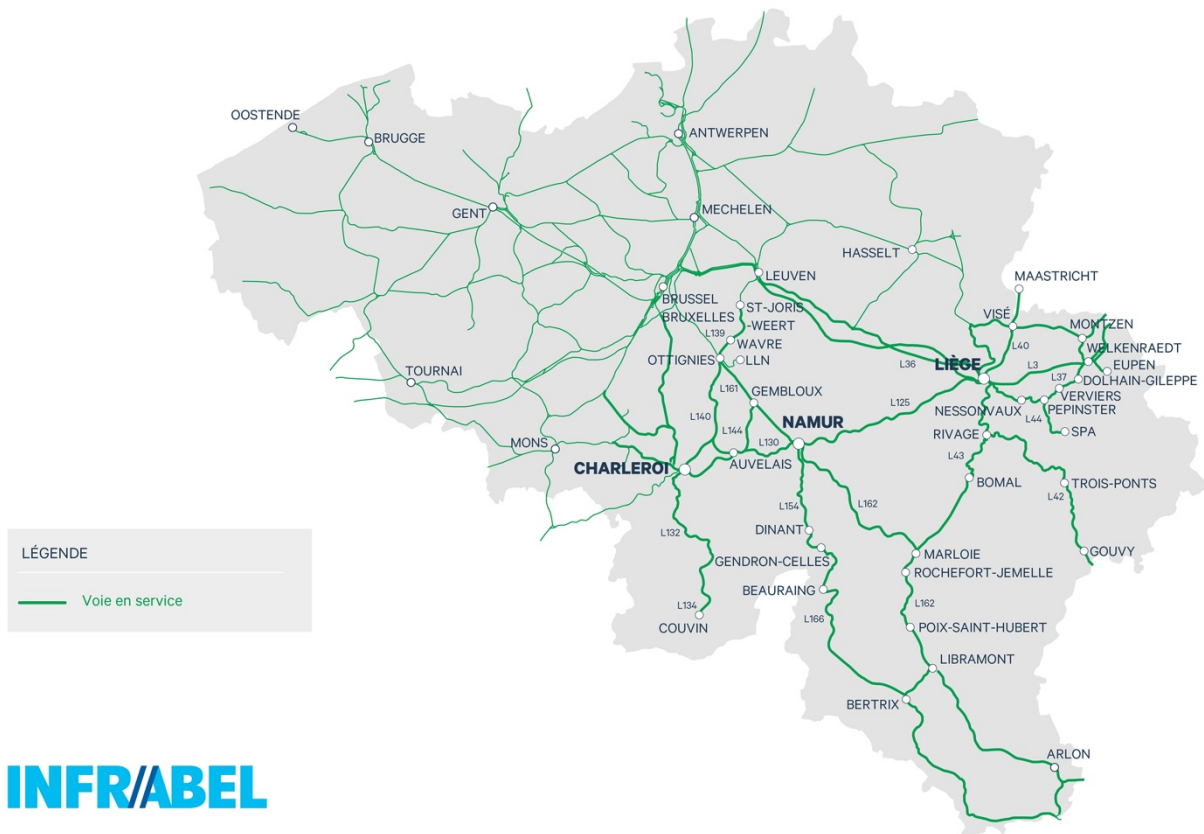 OOSTENDE
BRUGGE
ANTWERPEN
GENT
MECHELEN
HASSELT
LEUVEN
MAASTRICHT
BRUSSEL
BRUXELLES
ST-JORIS
-WEERT
VISÉ
MONTZEN
L139
WAVRE
L40
WELKENRAEDT
OTTIGNIES
LLN
L36
LIÈGE
L3
EUPEN
TOURNAI
L161
GEMBLOUX
L37
DOLHAIN-GILEPPE
VERVIERS
L125
NESSONVAUX
L44
PEPINSTER
L140
L144
NAMUR
RIVAGE
SPA
MONS
L130
CHARLEROI
AUVELAIS
L43
BOMAL
TROIS-PONTS
L42
L154
L162
L132
DINANT
GOUVY
MARLOIE
GENDRON-CELLES
ROCHEFORT-JEMELLE
BEAURAING
L134
L162
L166
COUVIN
POIX-SAINT-HUBERT
LIBRAMONT
BERTRIX
ARLON
LÉGENDE
Voie en service
INFRABEL